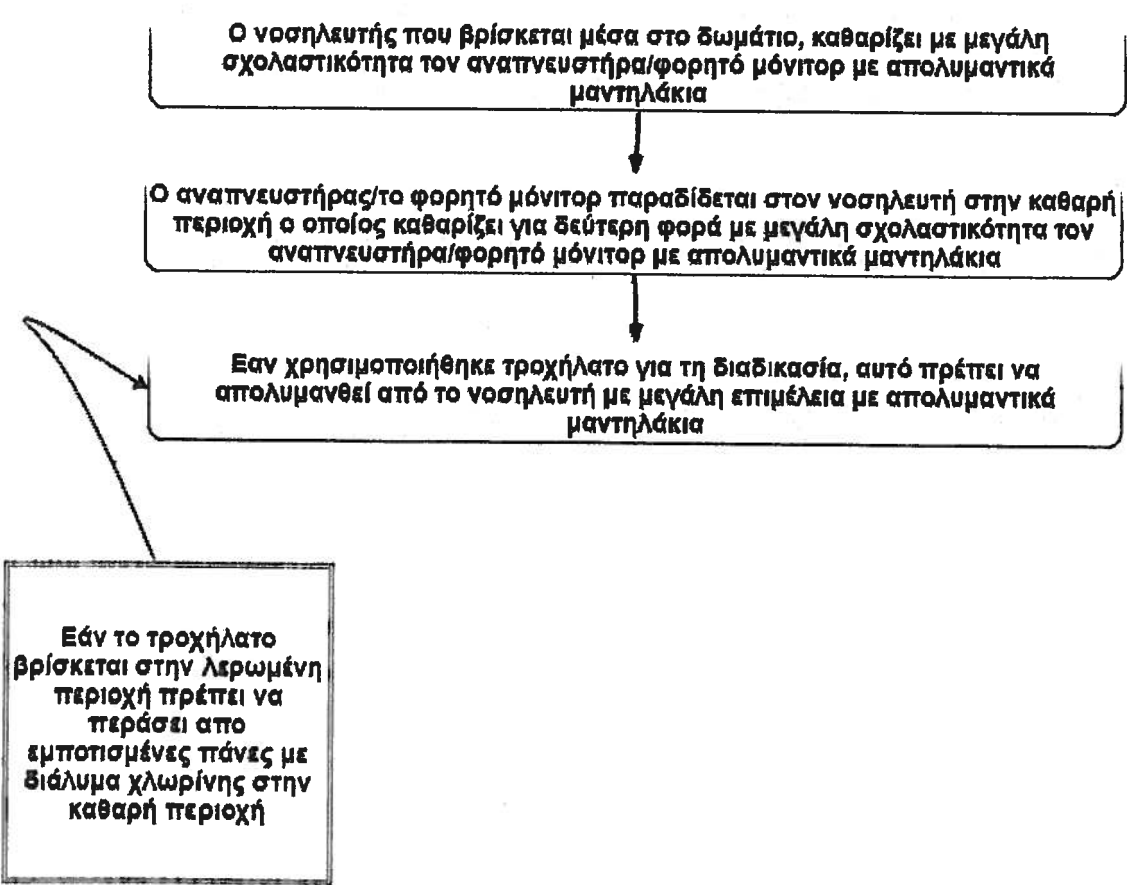 Ο νοσηλευτής που βρίσκεται μέσα στο δωμάτιο, καθαρίζει με μεγάλη
σχολαστικότητα τον αναπνευστήρα/φορητό μόνιτορ με απολυμαντικά
μαντηλάκια
Ο αναπνευστήρας/το φορητό μόνιτορ παραδίδεται στον νοσηλευτή στην καθαρή
περιοχή ο οποίος καθαρίζει για δεύτερη φορά με μεγάλη σχολαστικότητα τον
αναπνευστήρα/φορητό μόνιτορ με απολυμαντικά μαντηλάκια
Εαν χρησιμοποιήθηκε τροχήλατο για τη διαδικασία, αυτό πρέπει να
απολυμανθεί από το νοσηλευτή με μεγάλη επιμέλεια με απολυμαντικά
μαντηλάκια
Εάν το τροχήλατο
βρίσκεται στην λερωμένη
περιοχή πρέπει να
περάσει απο
εμποτισμένες πάνες με
διάλυμα χλωρίνης στην
καθαρή περιοχή